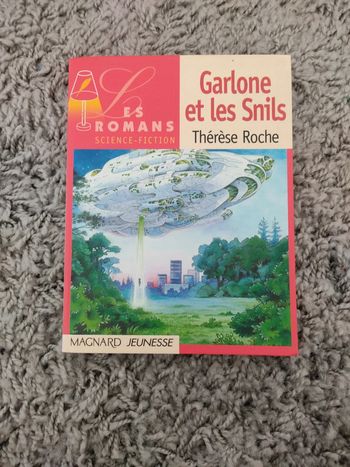 LES
ROMANS
SCIENCE-FICTION
Garlone
et les Snils
Thérèse Roche
MAGNARD JEUNESSE